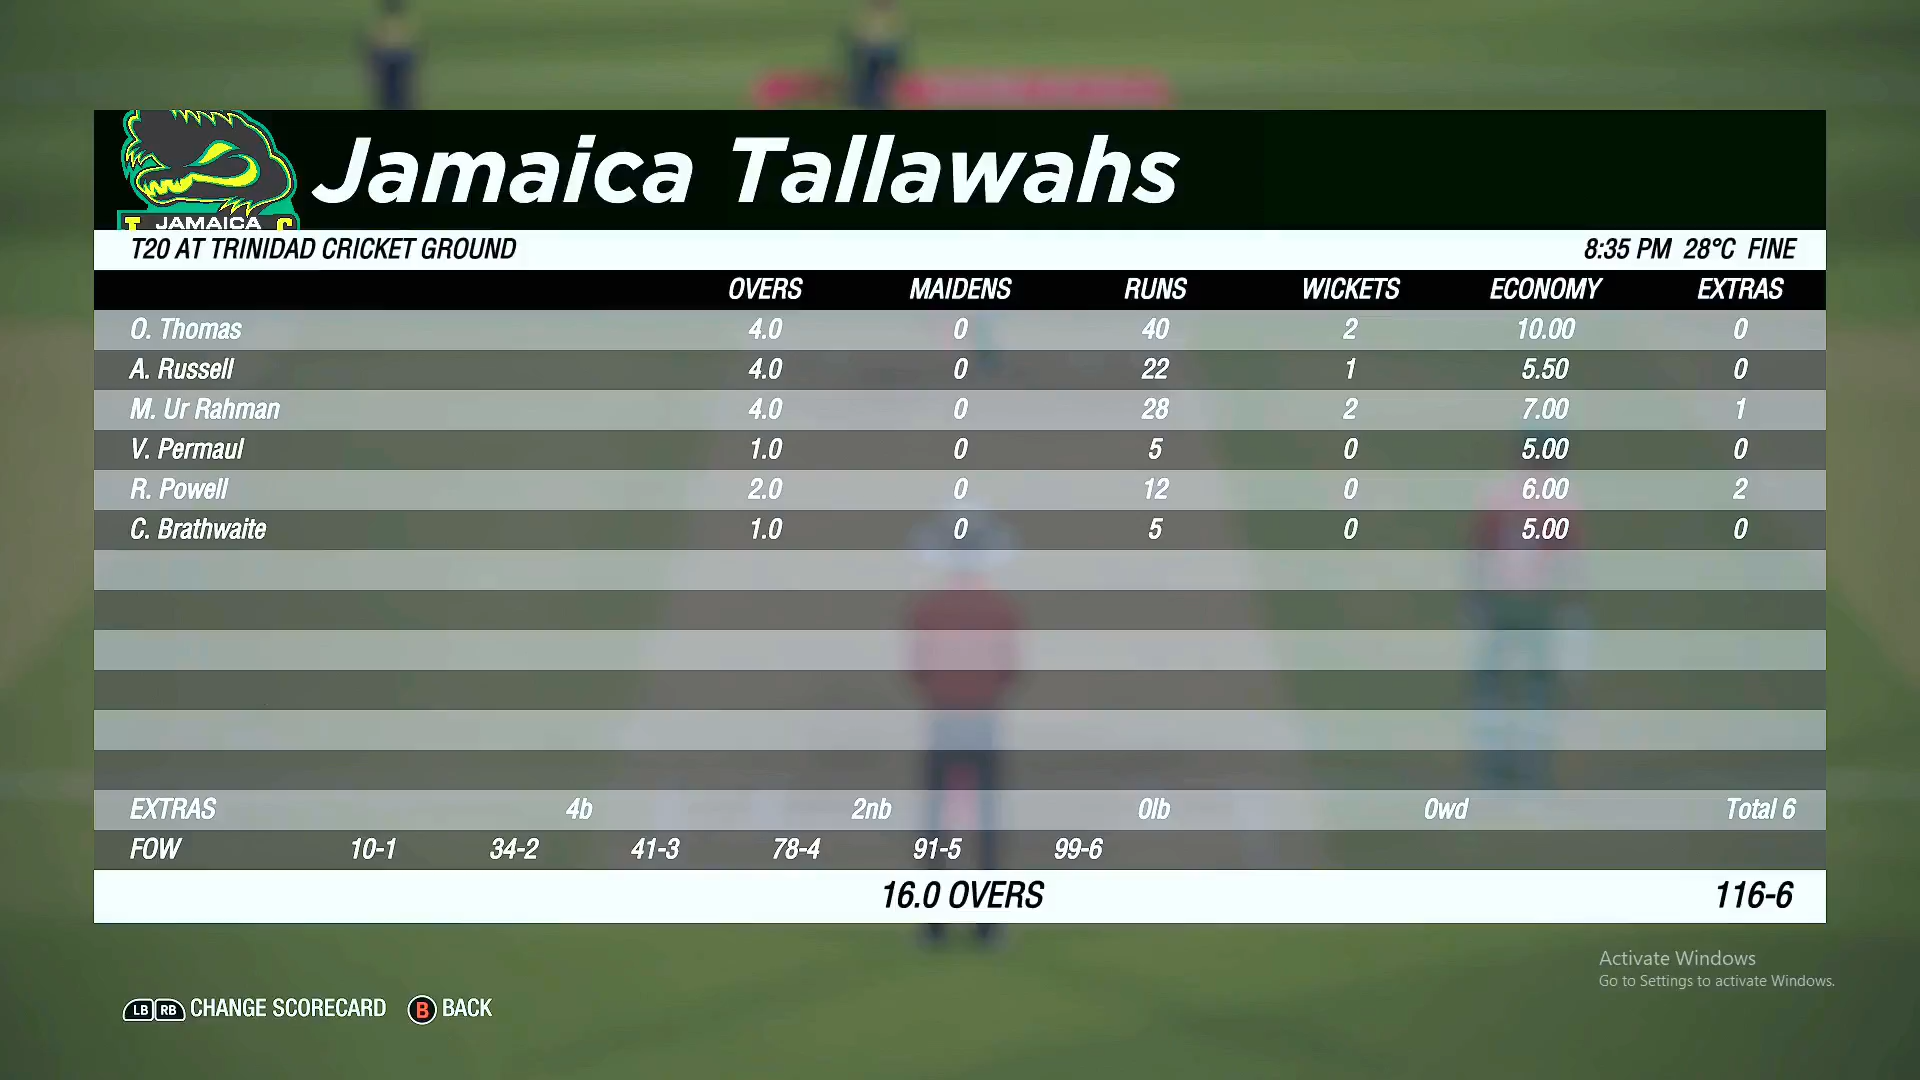 T JAMAICA C
Jamaica Tallawahs
T20 AT TRINIDAD CRICKET GROUND 8:35 PM 28°C FINE
OVERS MAIDENS RUNS WICKETS ECONOMY EXTRAS
O. Thomas 4.0 0 40 2 10.00 0
A. Russell 4.0 0 22 1 5.50 0
M. Ur Rahman 4.0 0 28 2 7.00 1
V. Permaul 1.0 0 5 0 5.00 0
R. Powell 2.0 0 12 0 6.00 2
C. Brathwaite 1.0 0 5 0 5.00 0
EXTRAS 4b 2nb 0lb 0wd Total 6
FOW 10-1 34-2 41-3 78-4 91-5 99-6
16.0 OVERS 116-6
Activate Windows
Go to Settings to activate Windows.
LB RB CHANGE SCORECARD B BACK